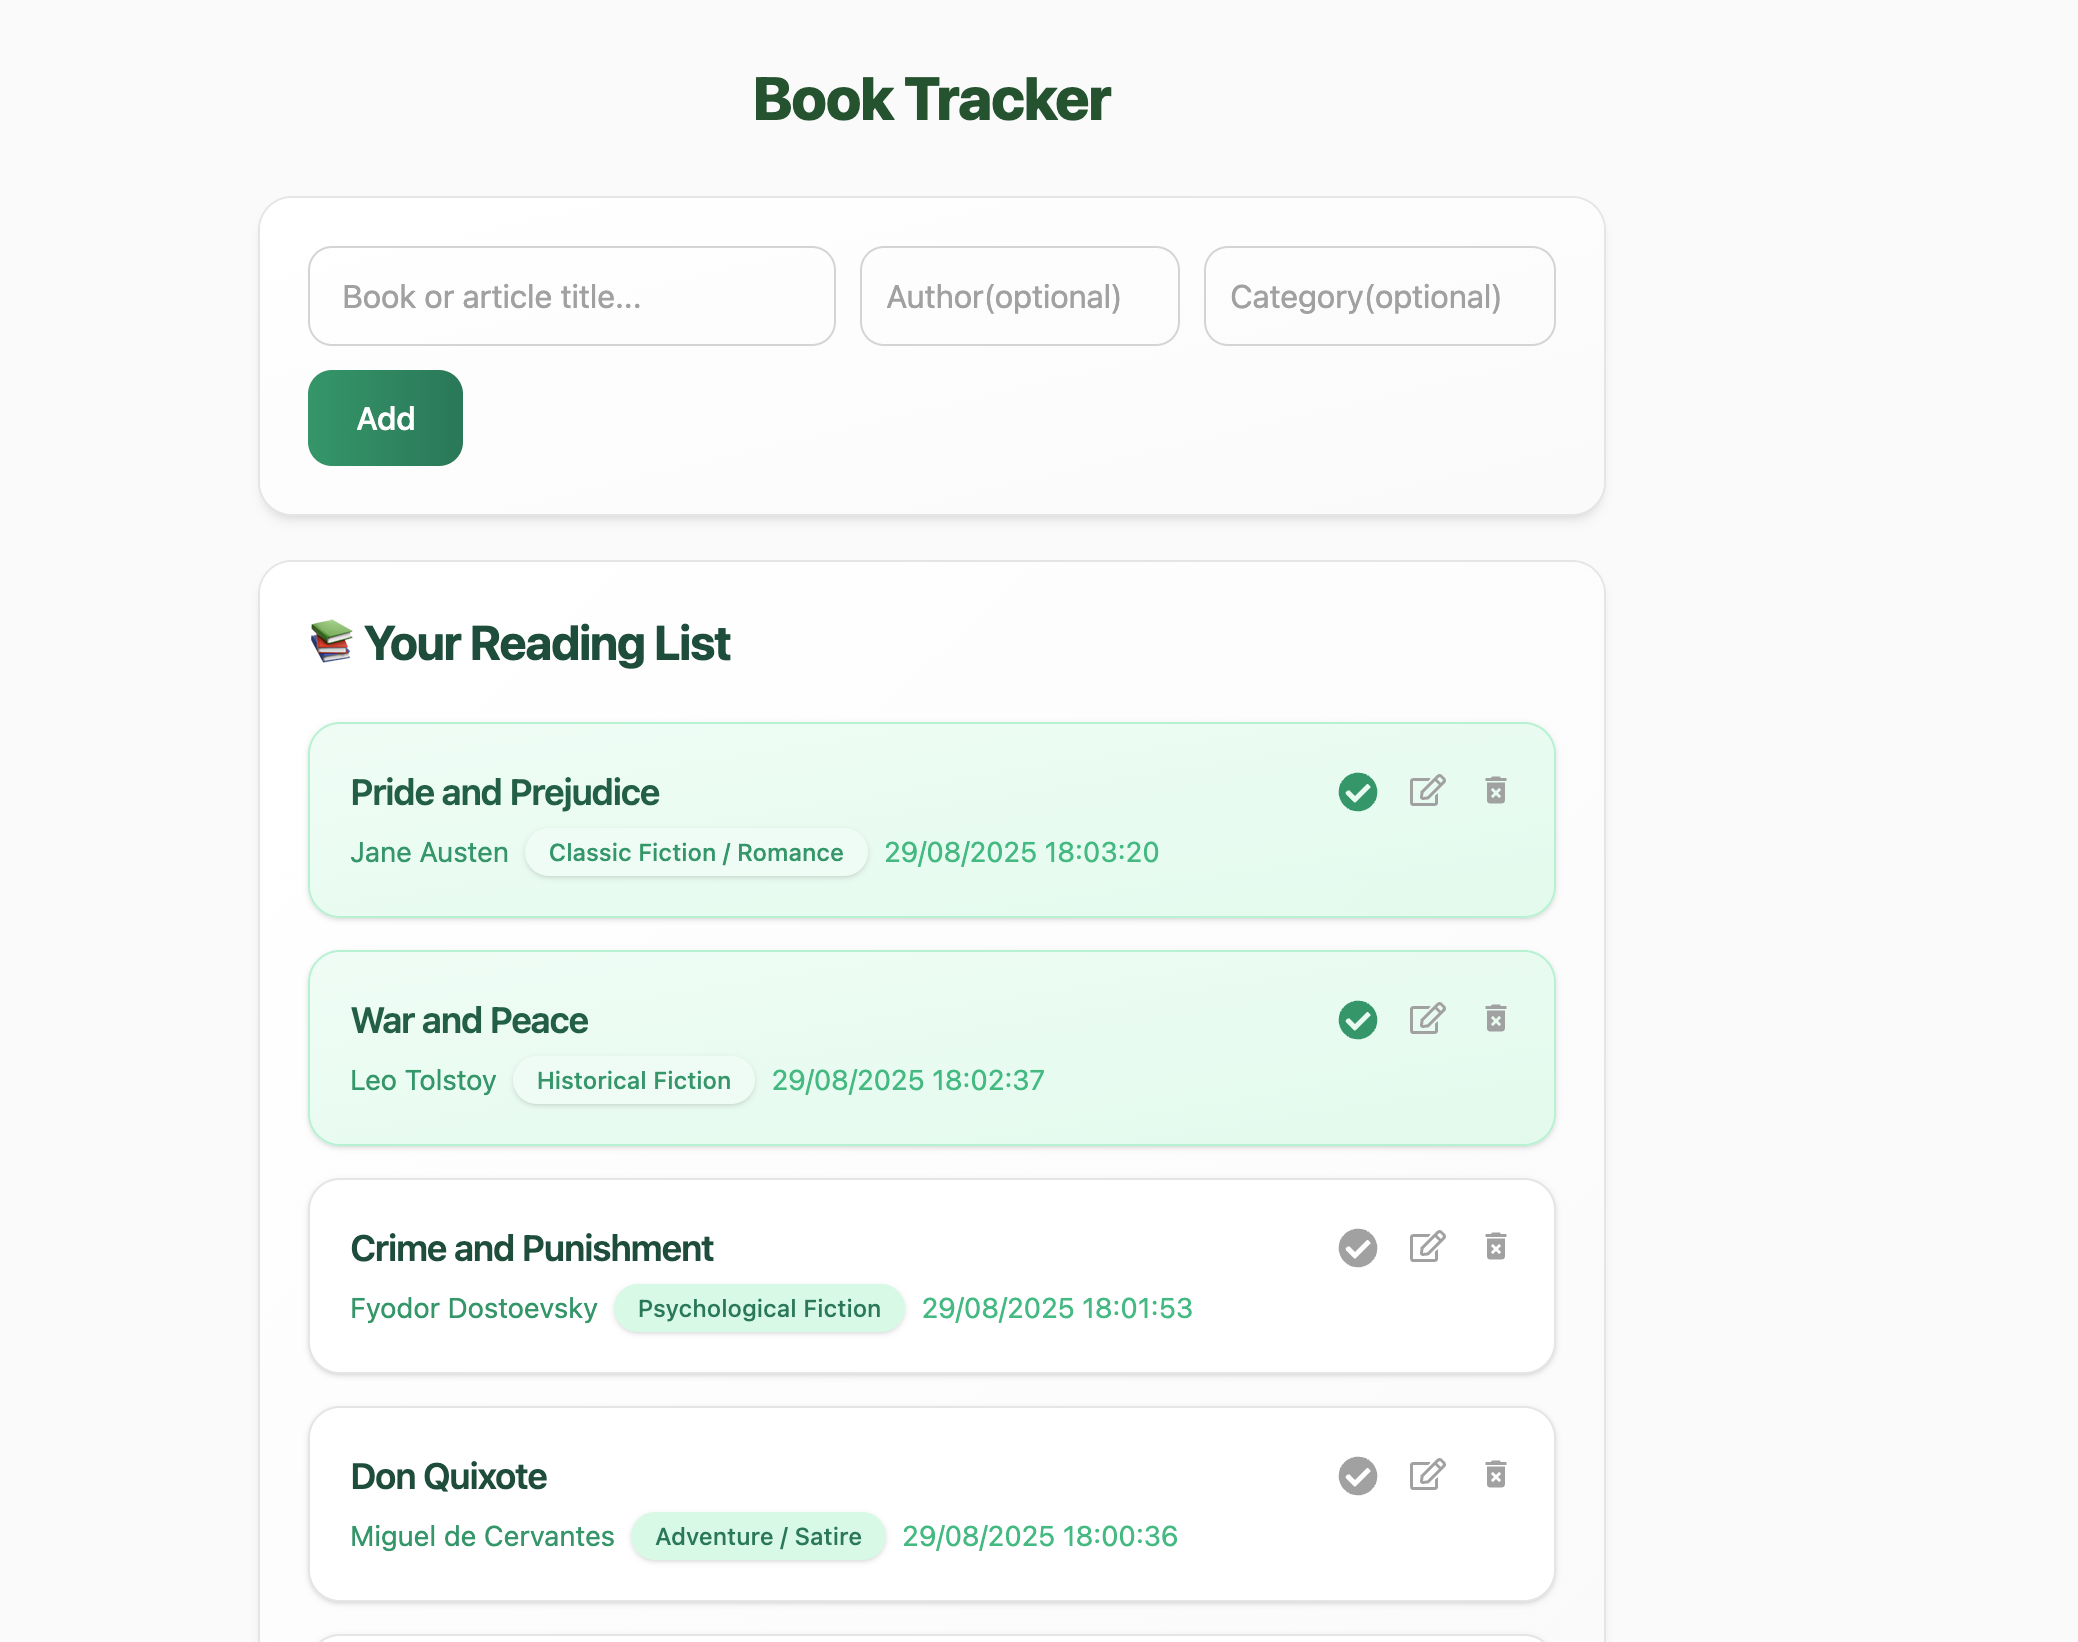 Book Tracker
Book or article title...
Author(optional)
Category(optional)
Add
📚 Your Reading List
Pride and Prejudice
Jane Austen Classic Fiction / Romance 29/08/2025 18:03:20
War and Peace
Leo Tolstoy Historical Fiction 29/08/2025 18:02:37
Crime and Punishment
Fyodor Dostoevsky Psychological Fiction 29/08/2025 18:01:53
Don Quixote
Miguel de Cervantes Adventure / Satire 29/08/2025 18:00:36